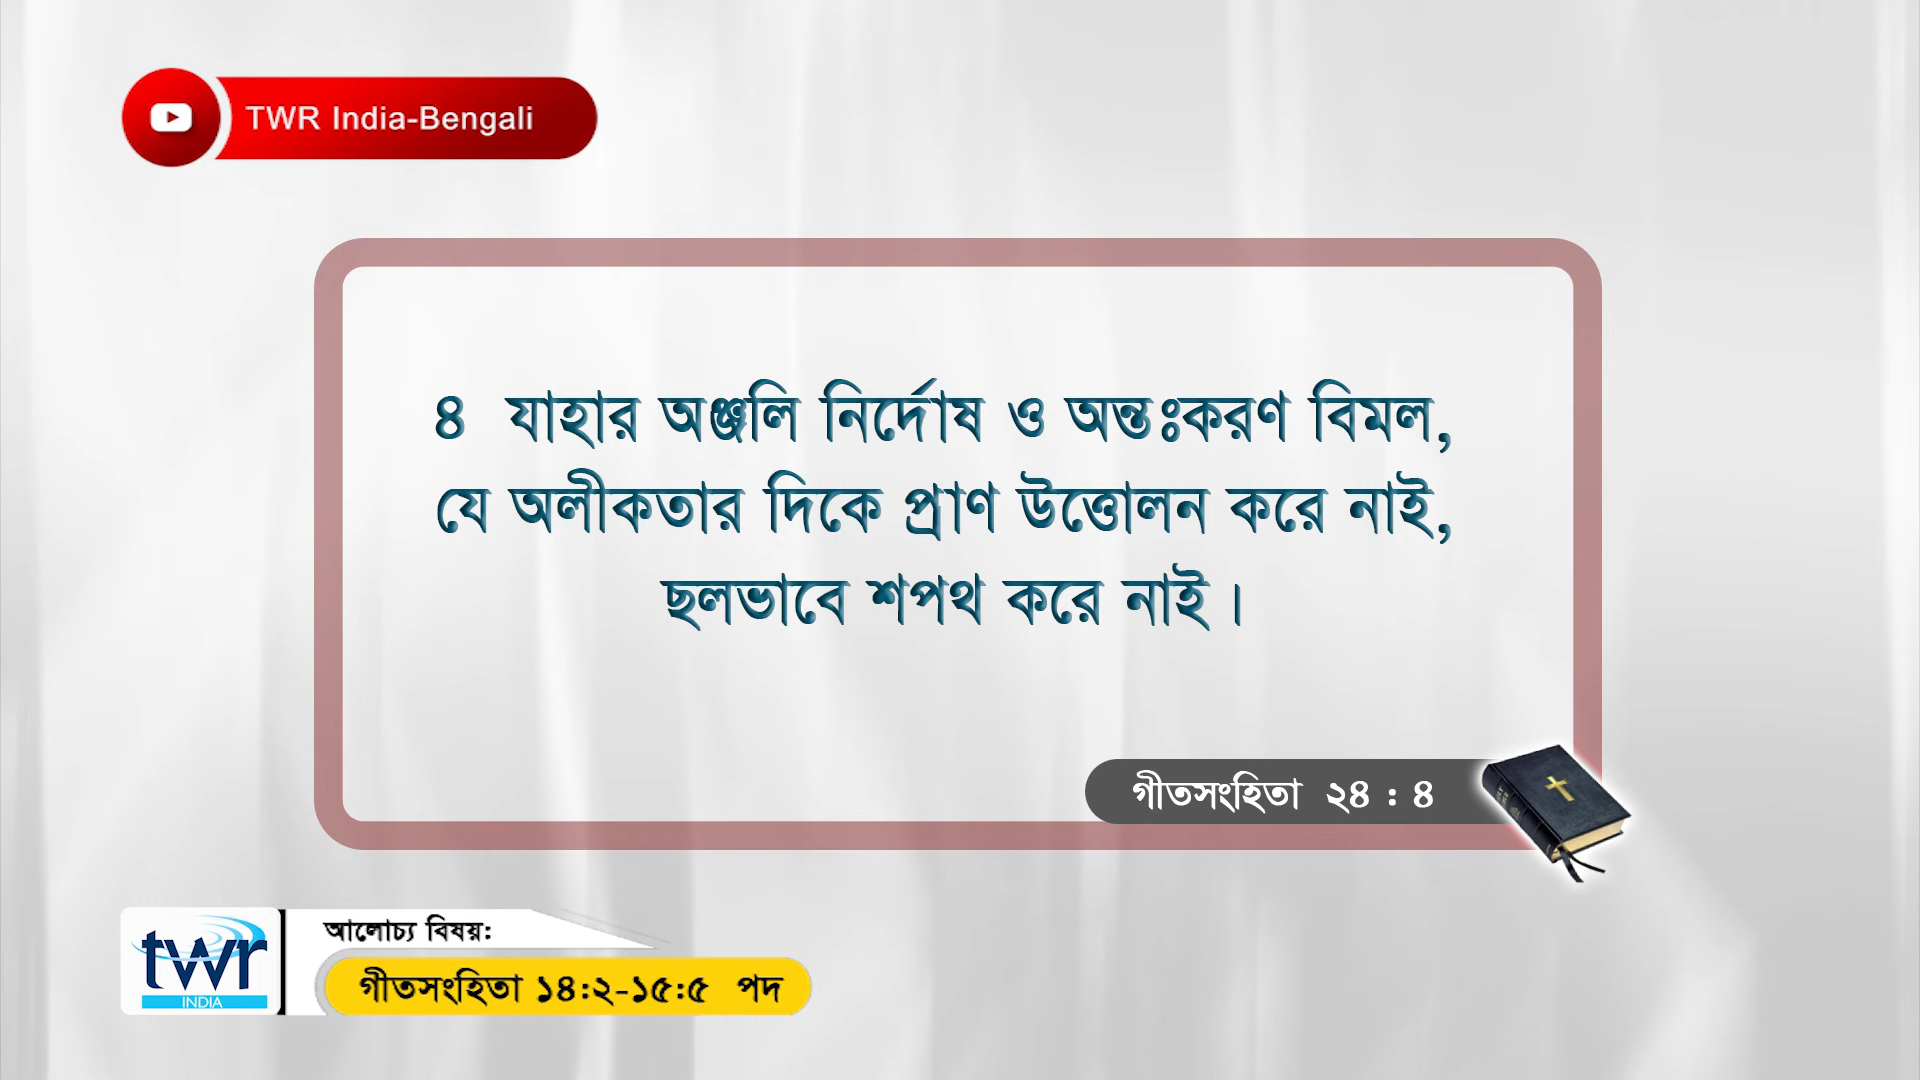 TWR India-Bengali
৪ যাহার অঞ্জলি নির্দোষ ও অন্তঃকরণ বিমল,
যে অলীকতার দিকে প্রাণ উত্তোলন করে নাই,
ছলভাবে শপথ করে নাই।
গীতসংহিতা ২৪ : ৪
twr
INDIA
আলোচ্য বিষয়:
গীতসংহিতা ১৪:২-১৫:৫ পদ